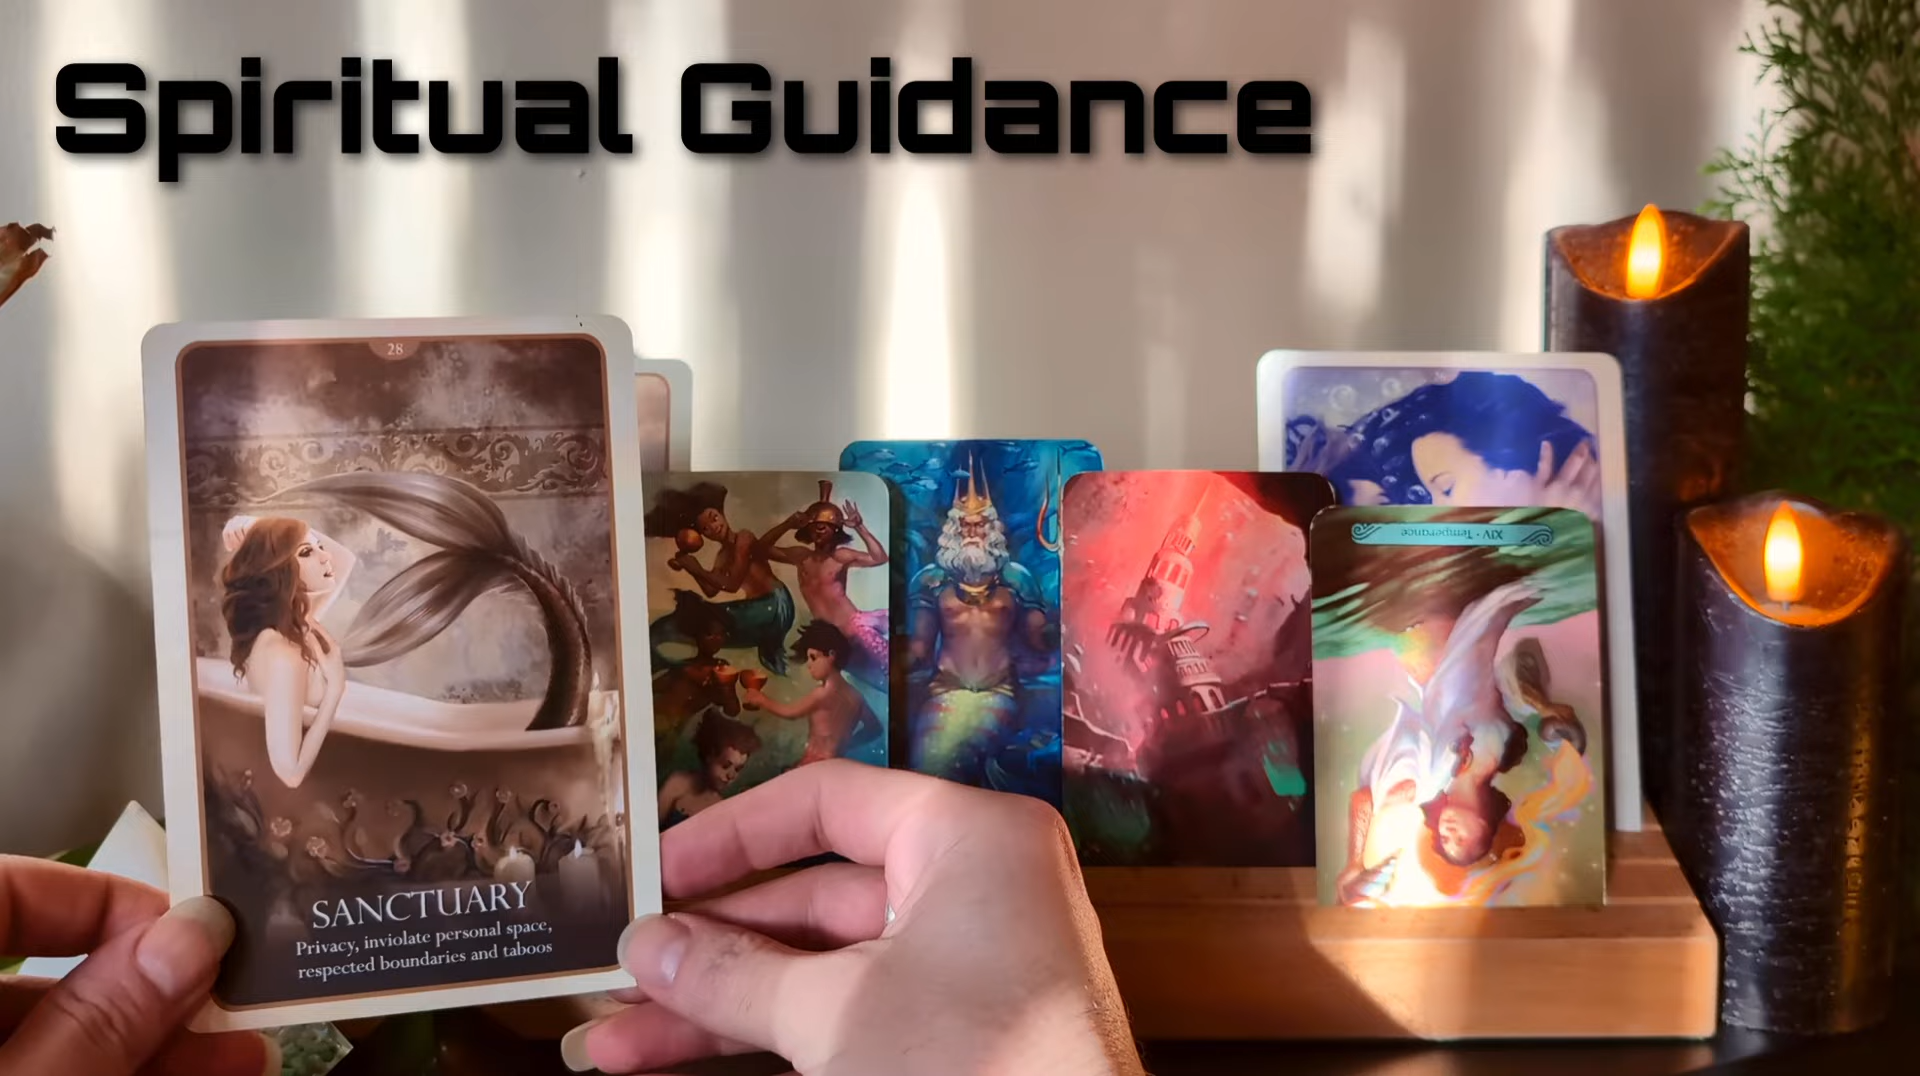 Spiritual Guidance
28
XIV · Temperance
SANCTUARY
Privacy, inviolate personal space,
respected boundaries and taboos